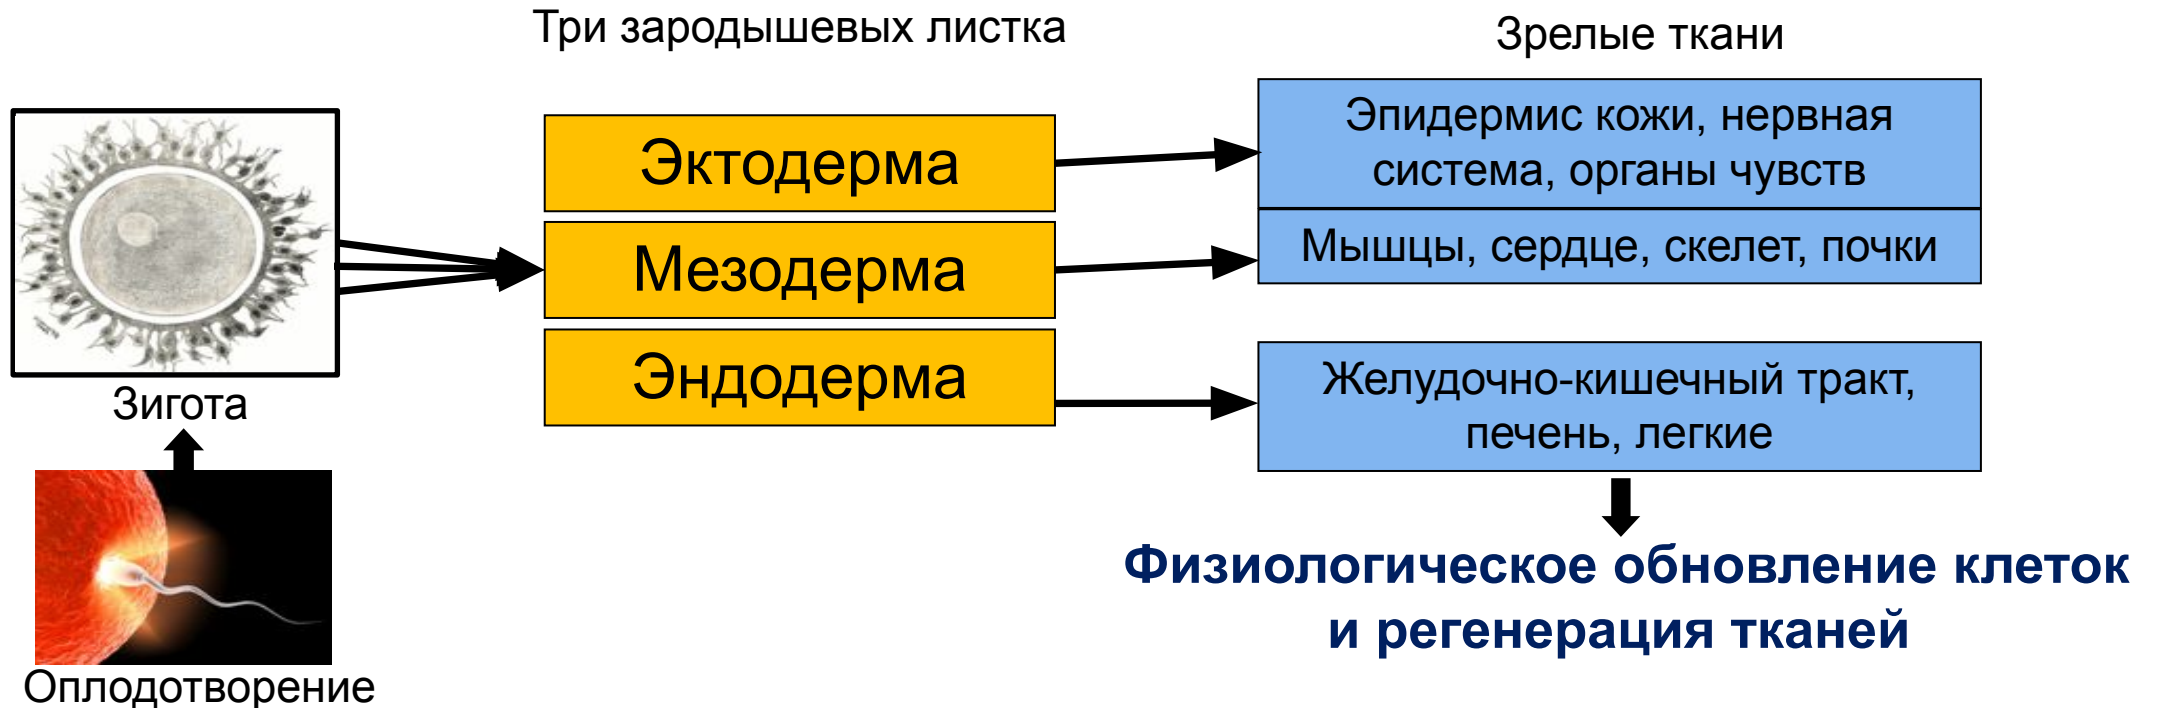 Три зародышевых листка
Зрелые ткани
Эктодерма
Мезодерма
Эндодерма
Эпидермис кожи, нервная
система, органы чувств
Мышцы, сердце, скелет, почки
Желудочно-кишечный тракт,
печень, легкие
Зигота
Оплодотворение
Физиологическое обновление клеток
и регенерация тканей